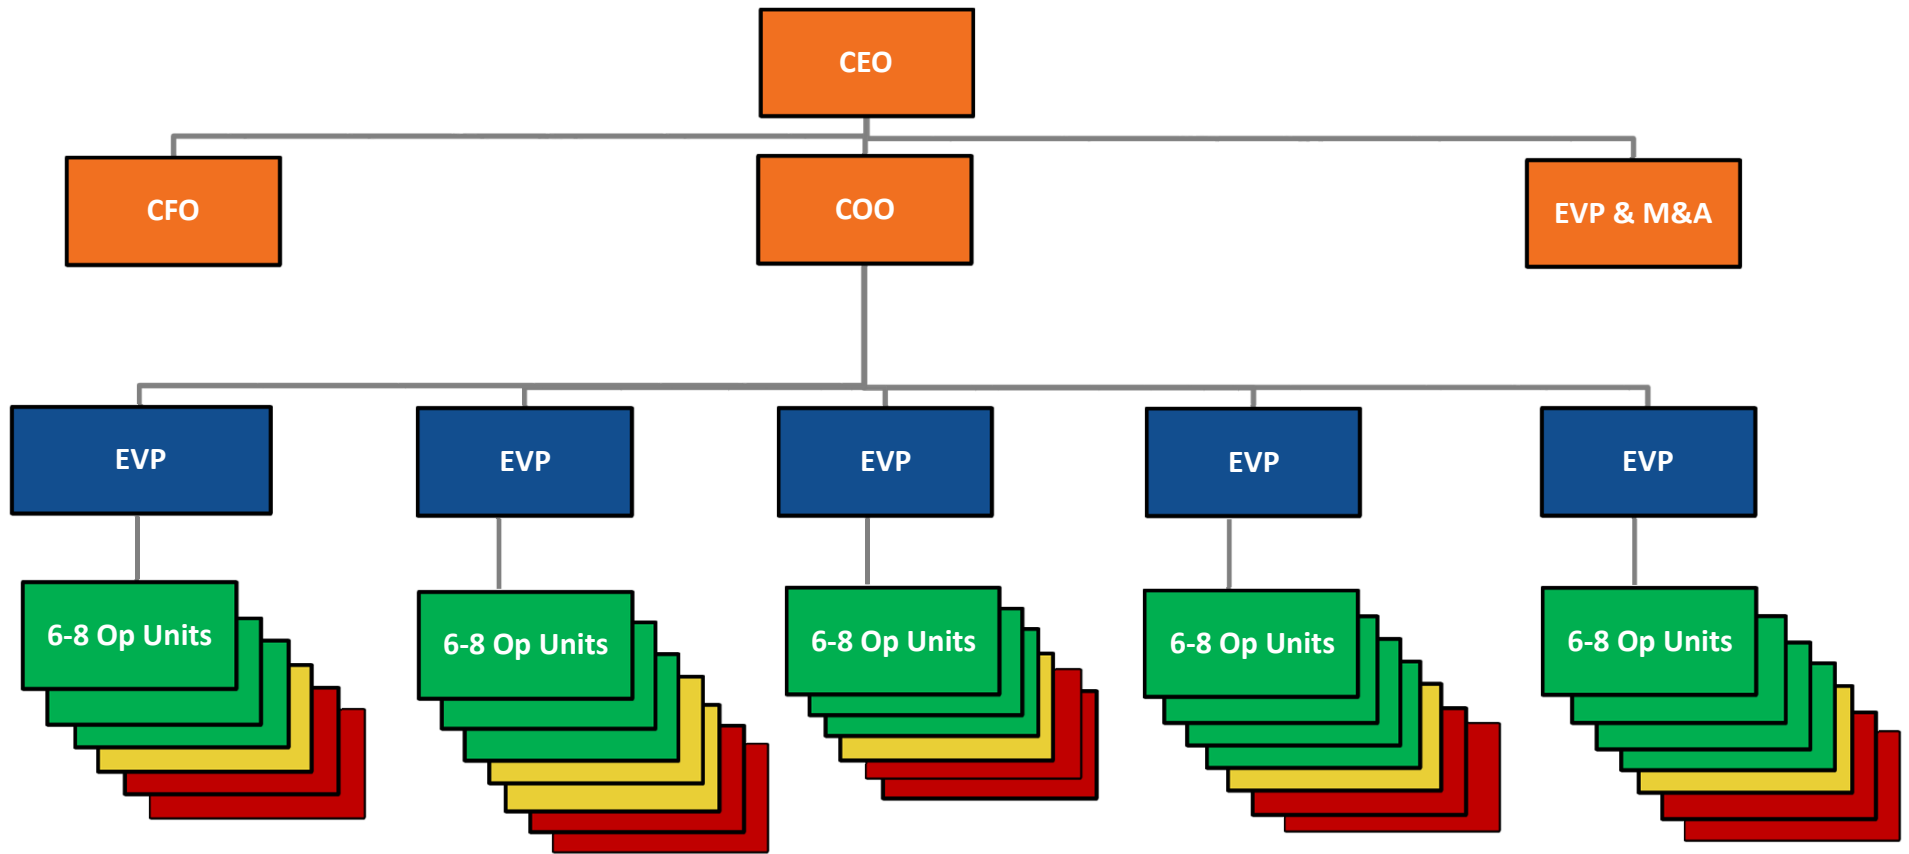 CEO
CFO
COO
EVP & M&A
EVP
EVP
EVP
EVP
EVP
6-8 Op Units
6-8 Op Units
6-8 Op Units
6-8 Op Units
6-8 Op Units